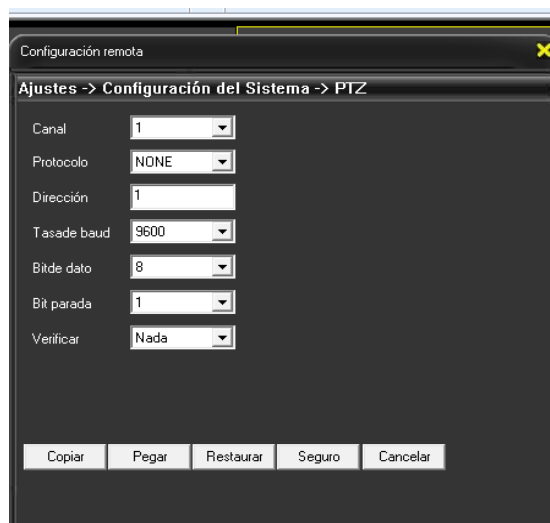 Configuración remota
Ajustes -> Configuración del Sistema -> PTZ
Canal 1
Protocolo NONE
Dirección 1
Tasade baud 9600
Bitde dato 8
Bit parada 1
Verificar Nada
Copiar Pegar Restaurar Seguro Cancelar